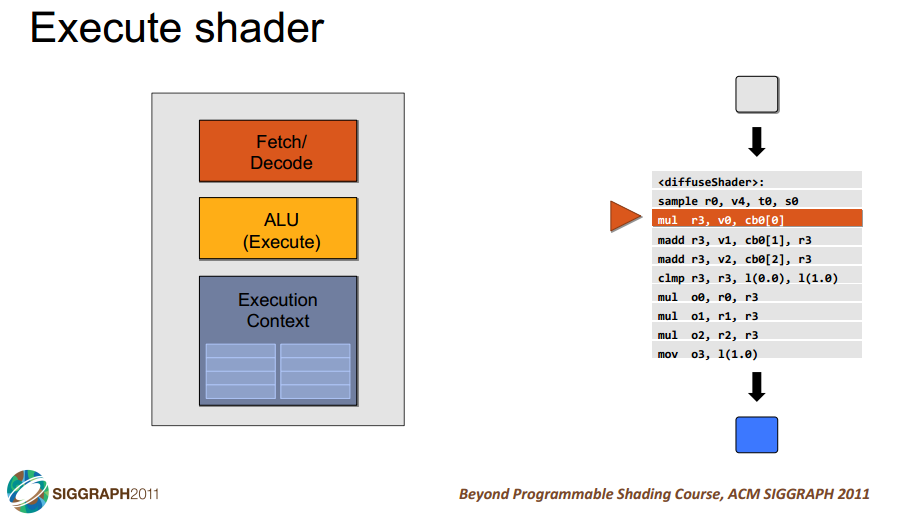 Execute shader
Fetch/
Decode
ALU
(Execute)
Execution
Context
<diffuseShader>:
sample r0, v4, t0, s0
mul  r3, v0, cb0[0]
madd r3, v1, cb0[1], r3
madd r3, v2, cb0[2], r3
clmp r3, r3, l(0.0), l(1.0)
mul  o0, r0, r3
mul  o1, r1, r3
mul  o2, r2, r3
mov  o3, l(1.0)
SIGGRAPH2011
Beyond Programmable Shading Course, ACM SIGGRAPH 2011